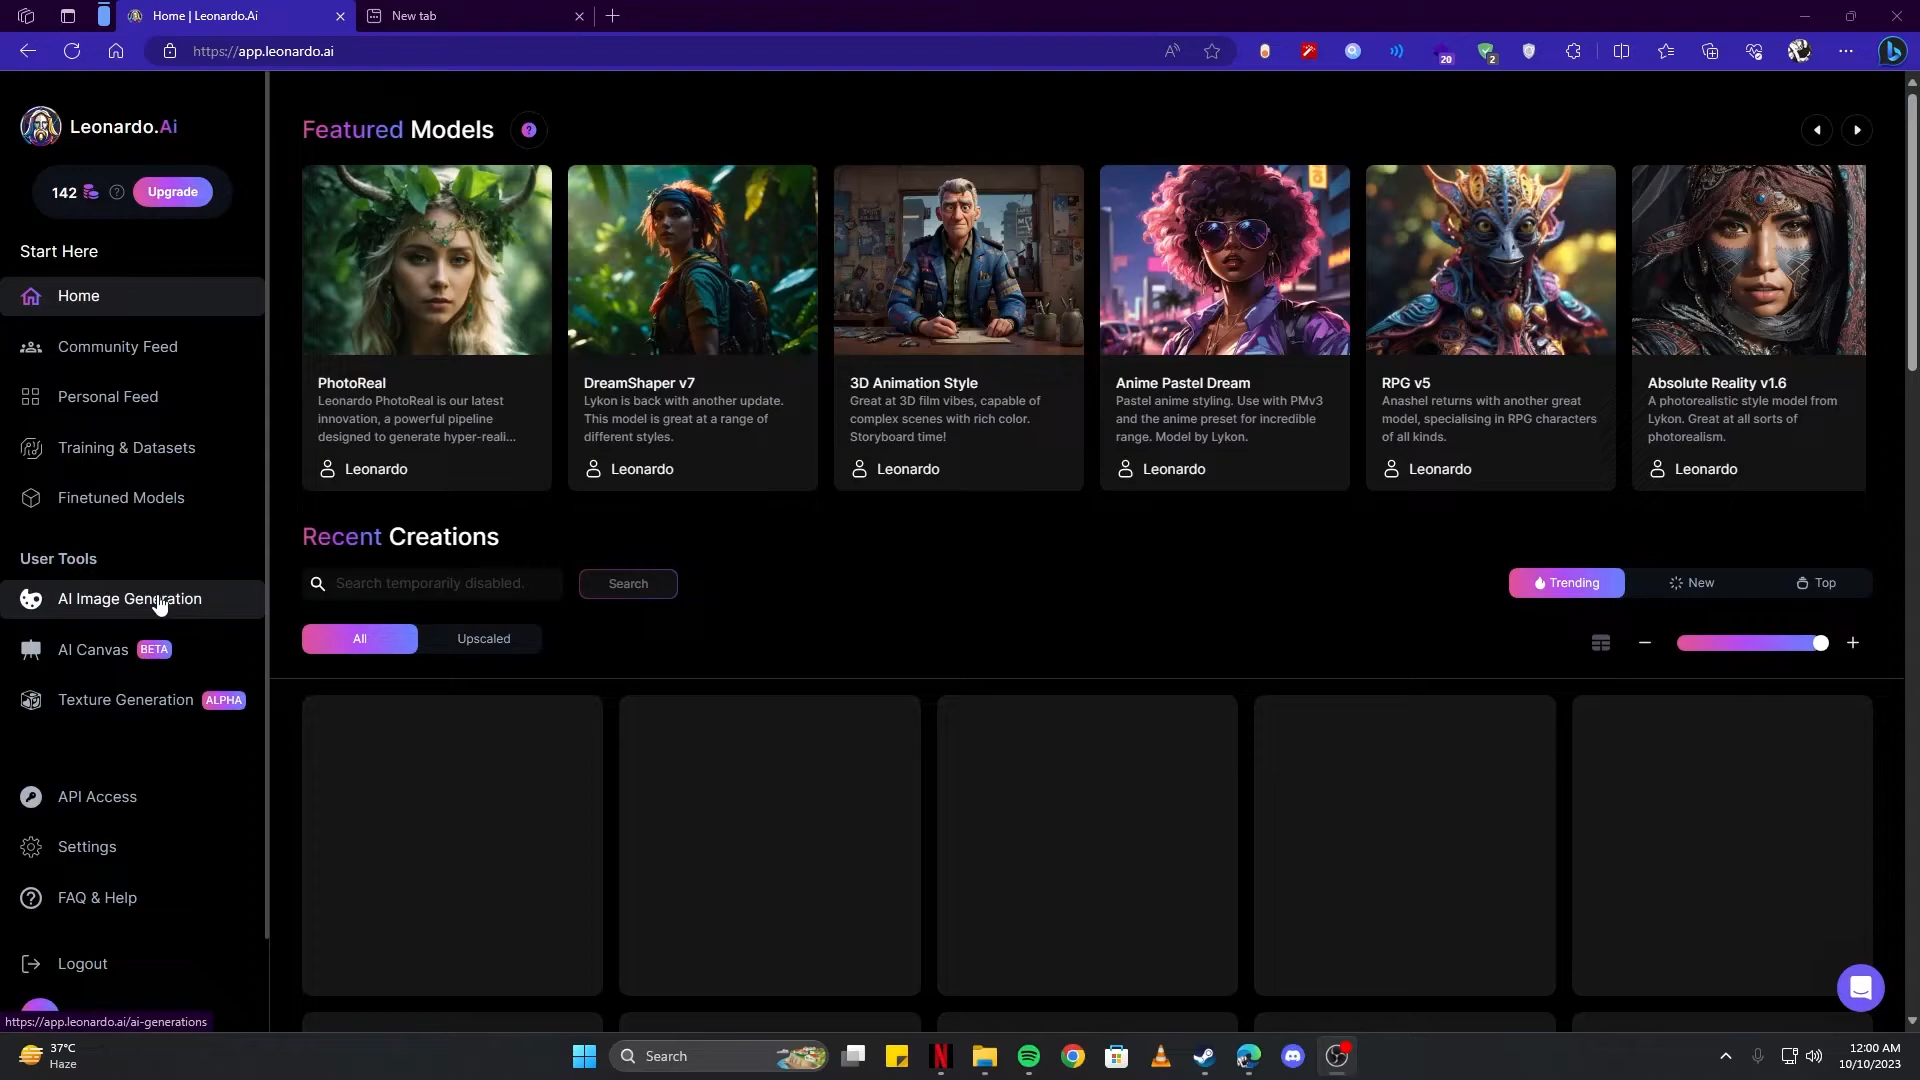 Home | Leonardo.Ai
New tab
https://app.leonardo.ai
20
2
Leonardo.Ai
142
?
Upgrade
Start Here
Home
Community Feed
Personal Feed
Training & Datasets
Finetuned Models
User Tools
AI Image Generation
AI Canvas BETA
Texture Generation ALPHA
API Access
Settings
FAQ & Help
Logout
https://app.leonardo.ai/ai-generations
Featured Models ?
PhotoReal
Leonardo PhotoReal is our latest
innovation, a powerful pipeline
designed to generate hyper-reali...
Leonardo
DreamShaper v7
Lykon is back with another update.
This model is great at a range of
different styles.
Leonardo
3D Animation Style
Great at 3D film vibes, capable of
complex scenes with rich color.
Storyboard time!
Leonardo
Anime Pastel Dream
Pastel anime styling. Use with PMv3
and the anime preset for incredible
range. Model by Lykon.
Leonardo
RPG v5
Anashel returns with another great
model, specialising in RPG characters
of all kinds.
Leonardo
Absolute Reality v1.6
A photorealistic style model from
Lykon. Great at all sorts of
photorealism.
Leonardo
Recent Creations
Search temporarily disabled.
Search
Trending
New
Top
All
Upscaled
37°C
Haze
Search
12:00 AM
10/10/2023